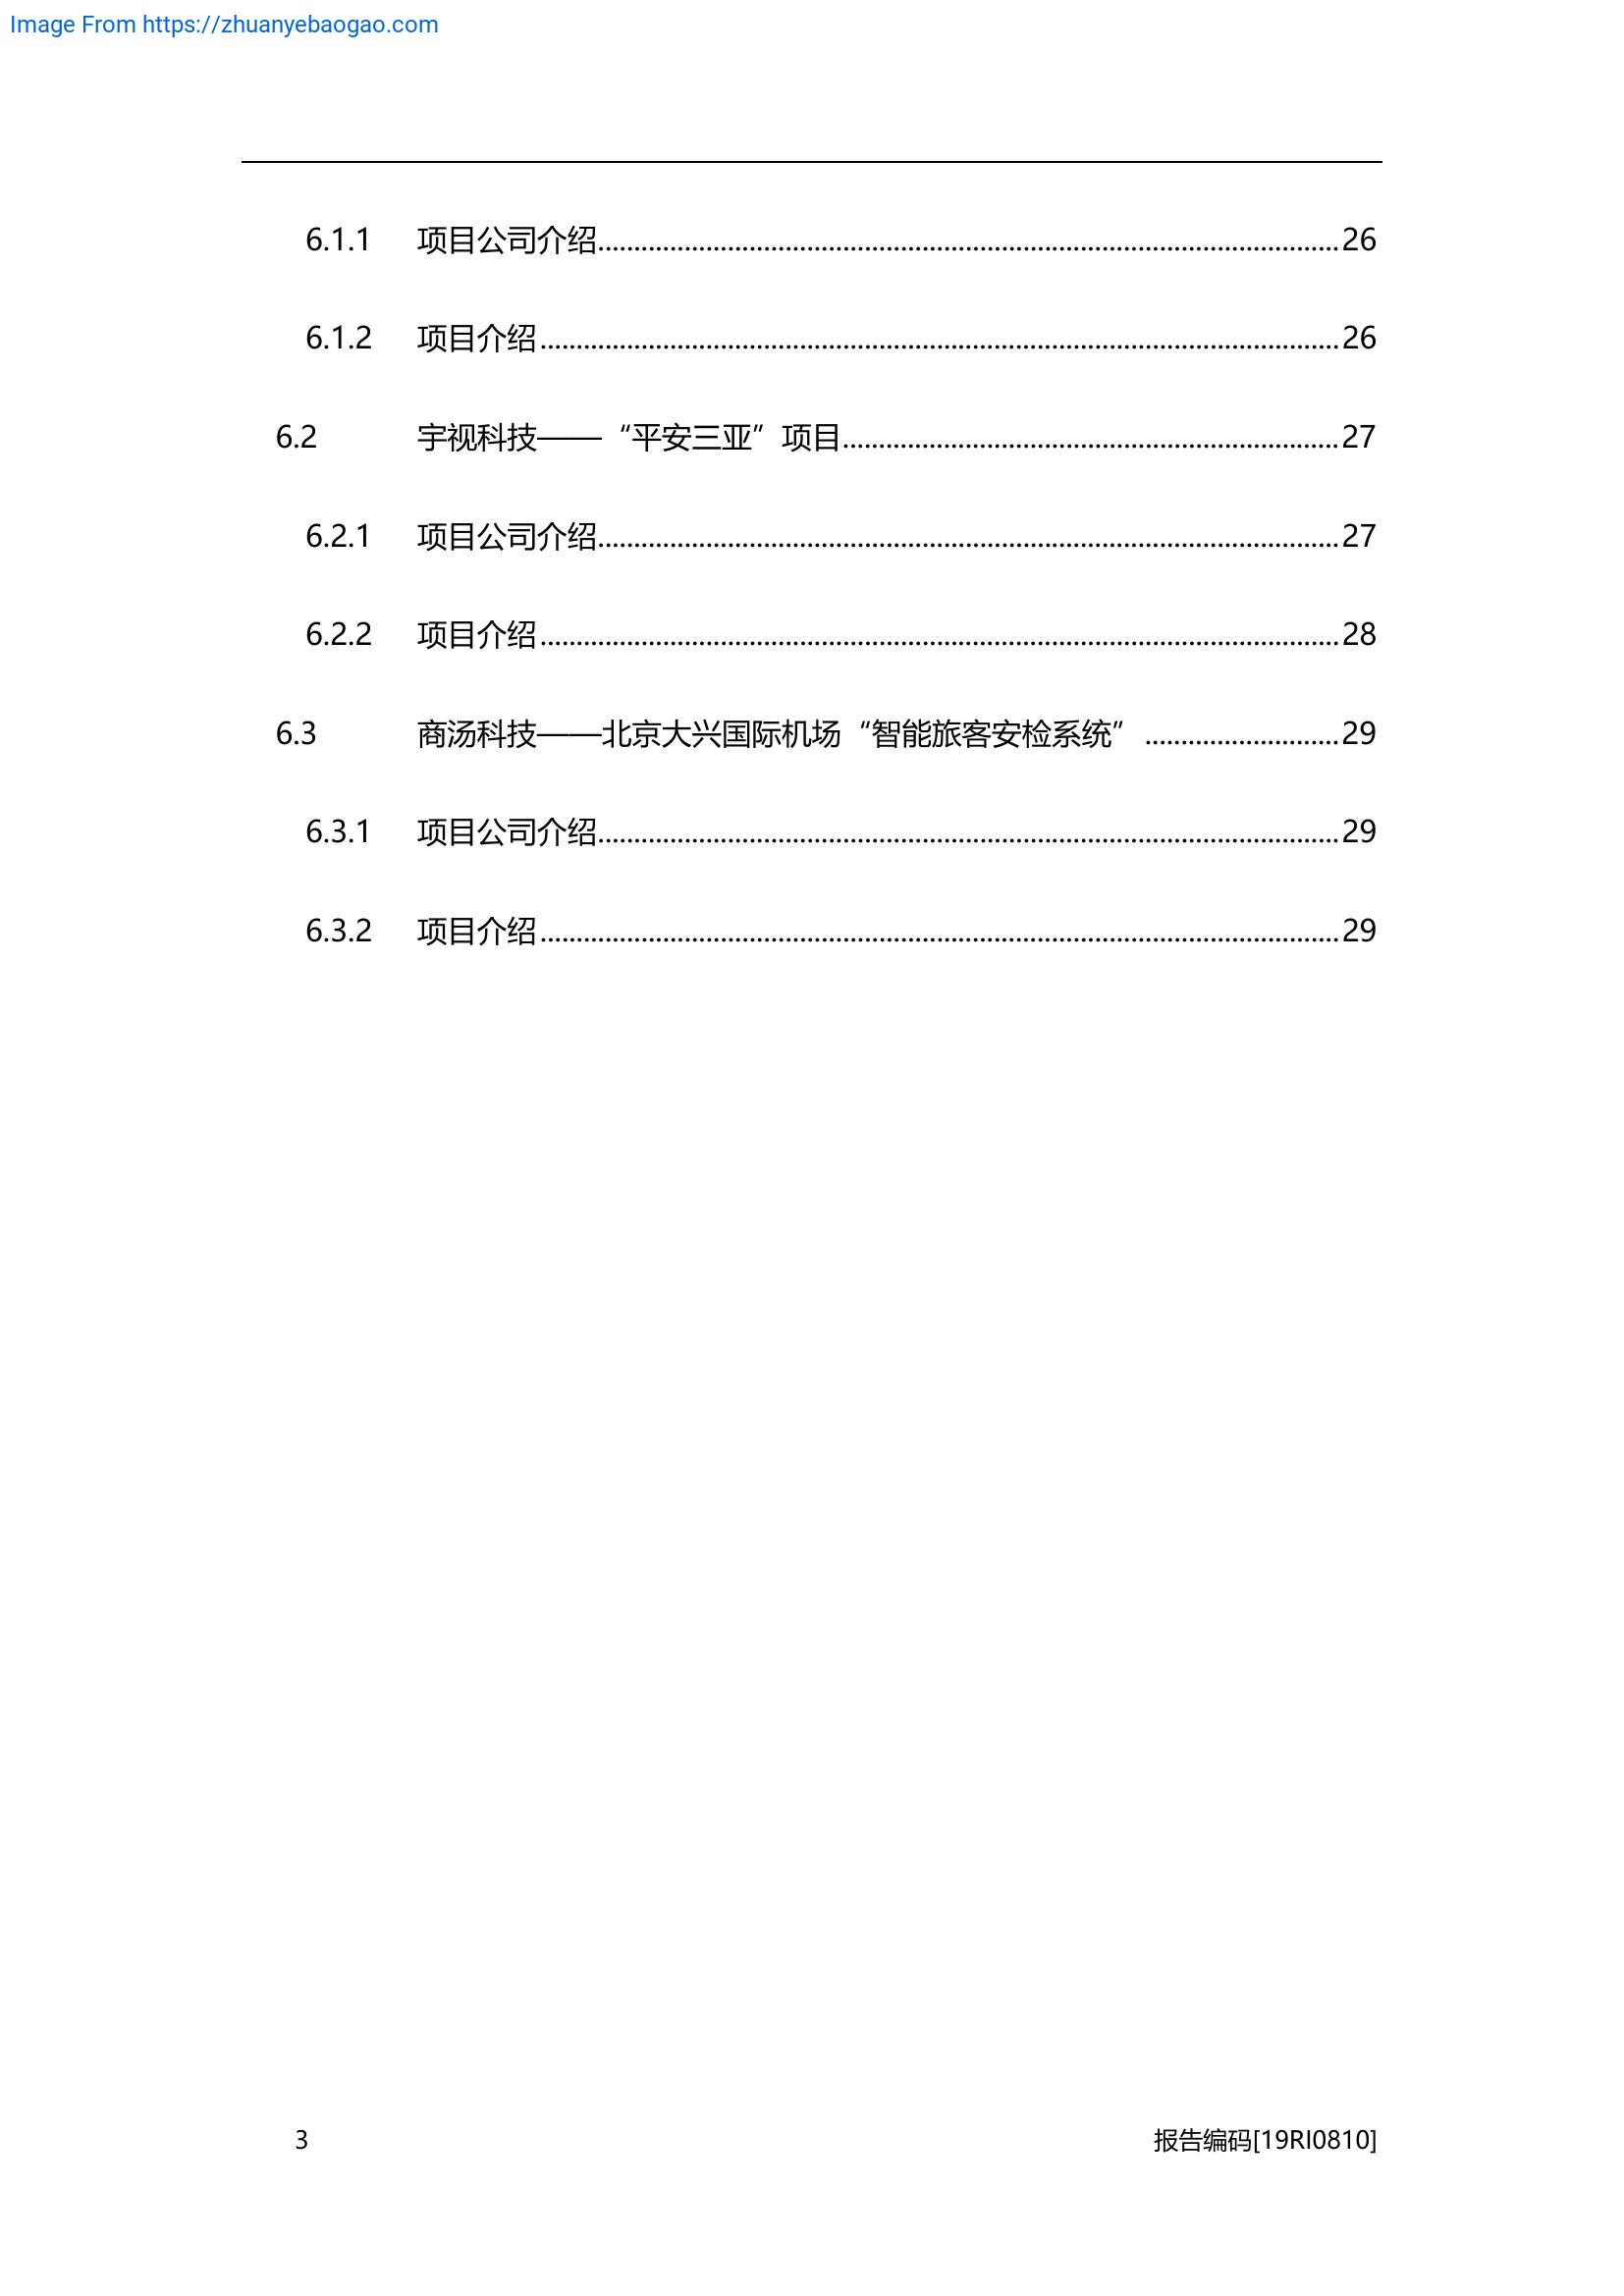 Image From https://zhuanyebaogao.com
6.1.1 项目公司介绍........................................................................................................26
6.1.2 项目介绍................................................................................................................26
6.2 宇视科技——“平安三亚”项目.....................................................................27
6.2.1 项目公司介绍........................................................................................................27
6.2.2 项目介绍................................................................................................................28
6.3 商汤科技——北京大兴国际机场“智能旅客安检系统” ...........................29
6.3.1 项目公司介绍........................................................................................................29
6.3.2 项目介绍................................................................................................................29
3 报告编码[19RI0810]